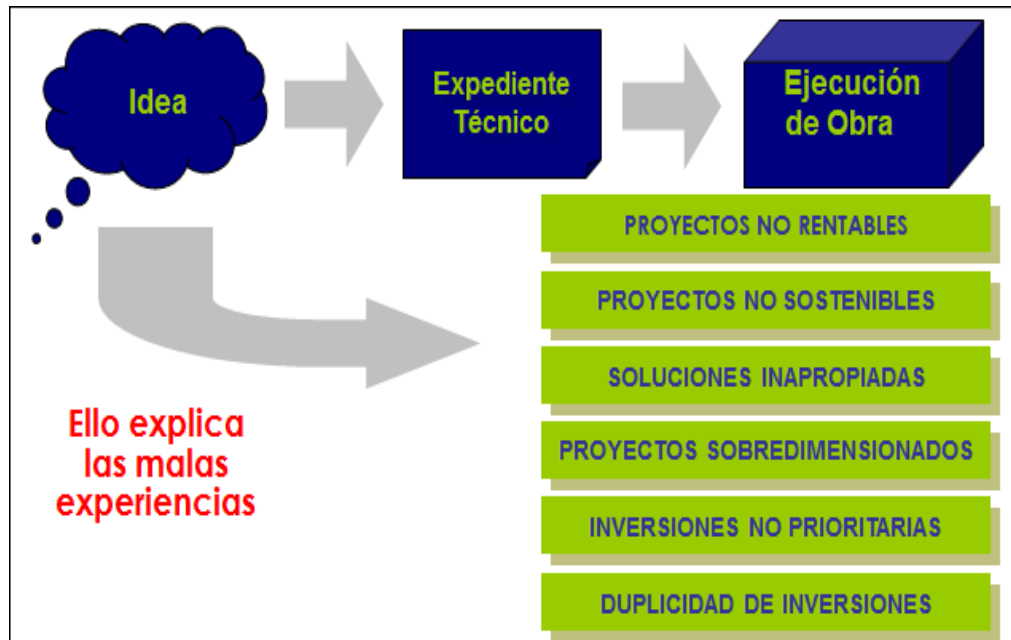 Idea
Expediente
Técnico
Ejecución
de Obra
PROYECTOS NO RENTABLES
PROYECTOS NO SOSTENIBLES
SOLUCIONES INAPROPIADAS
PROYECTOS SOBREDIMENSIONADOS
INVERSIONES NO PRIORITARIAS
DUPLICIDAD DE INVERSIONES
Ello explica
las malas
experiencias